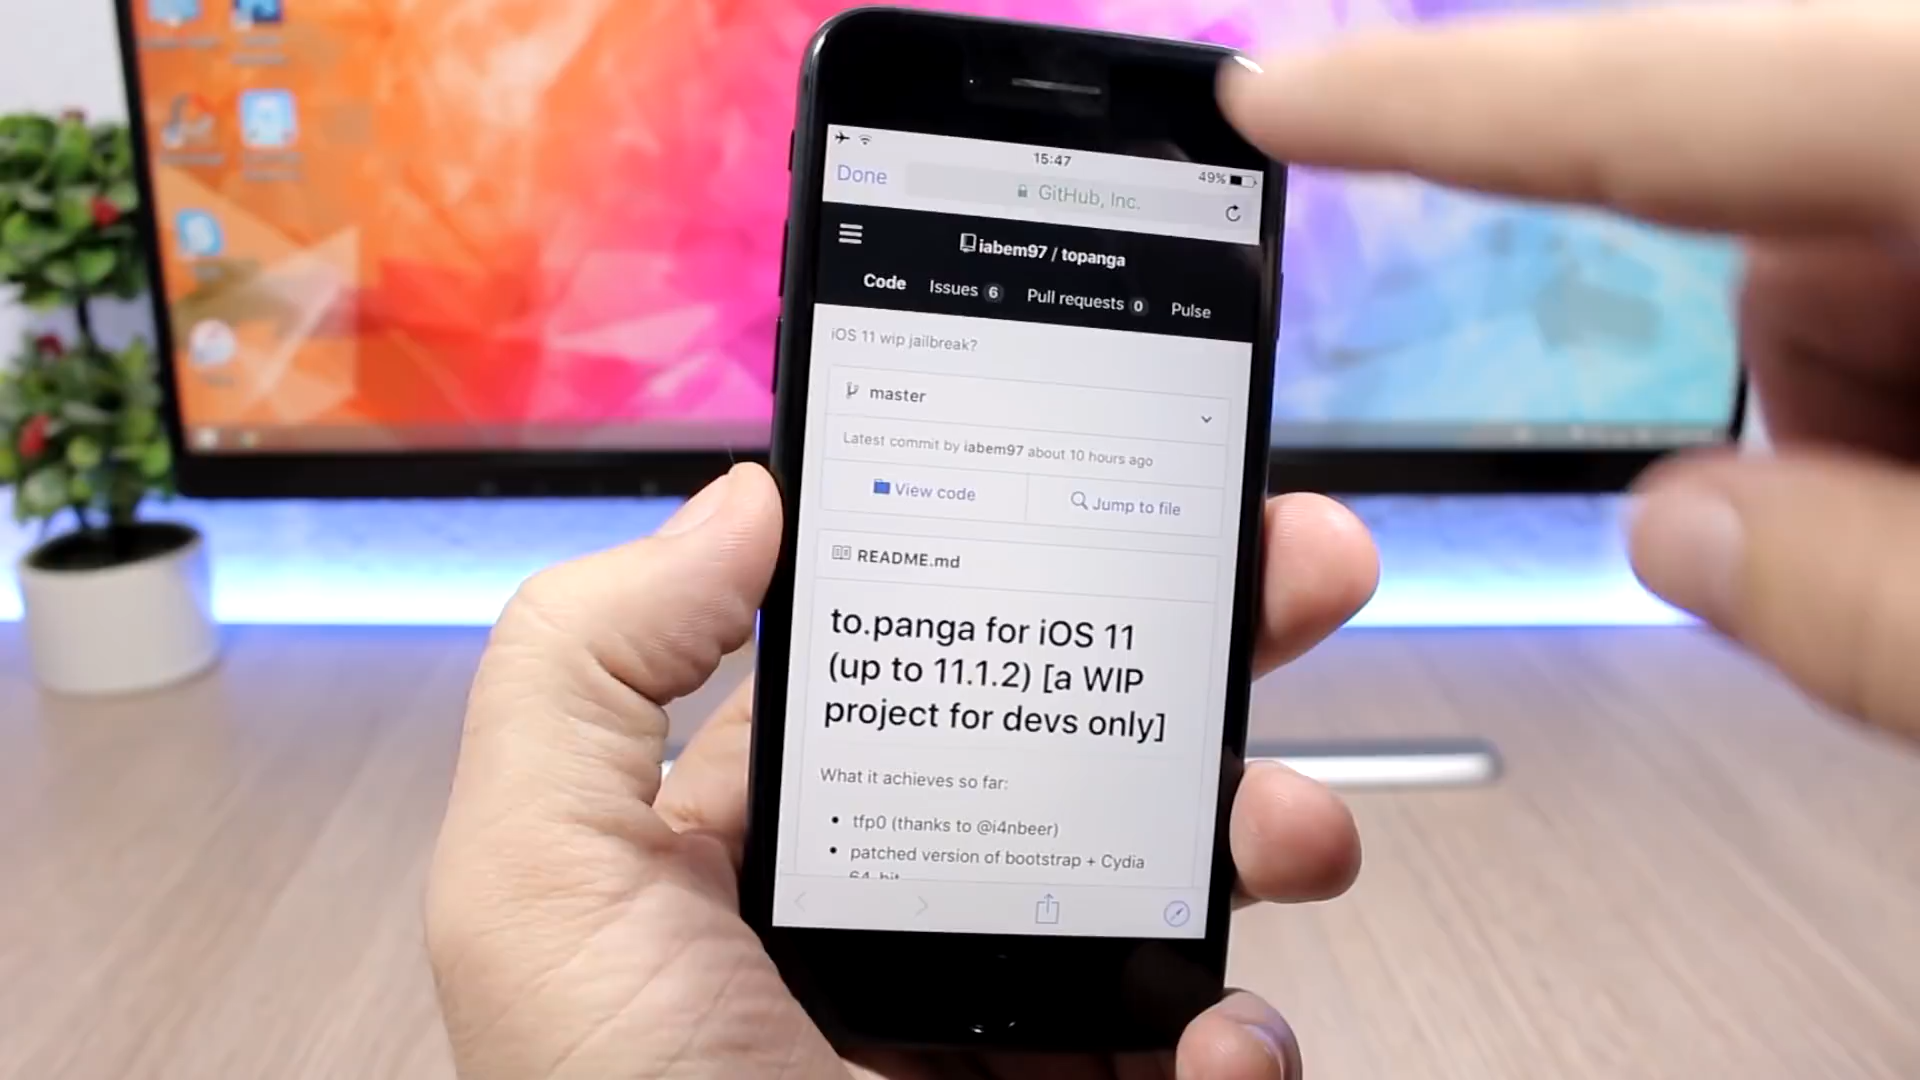 15:47
49%
Done
GitHub, Inc.
iabem97 / topanga
Code Issues 6 Pull requests 0 Pulse
iOS 11 wip jailbreak?
master
Latest commit by iabem97 about 10 hours ago
View code Jump to file
README.md
to.panga for iOS 11
(up to 11.1.2) [a WIP
project for devs only]
What it achieves so far:
• tfp0 (thanks to @i4nbeer)
• patched version of bootstrap + Cydia
64-bit